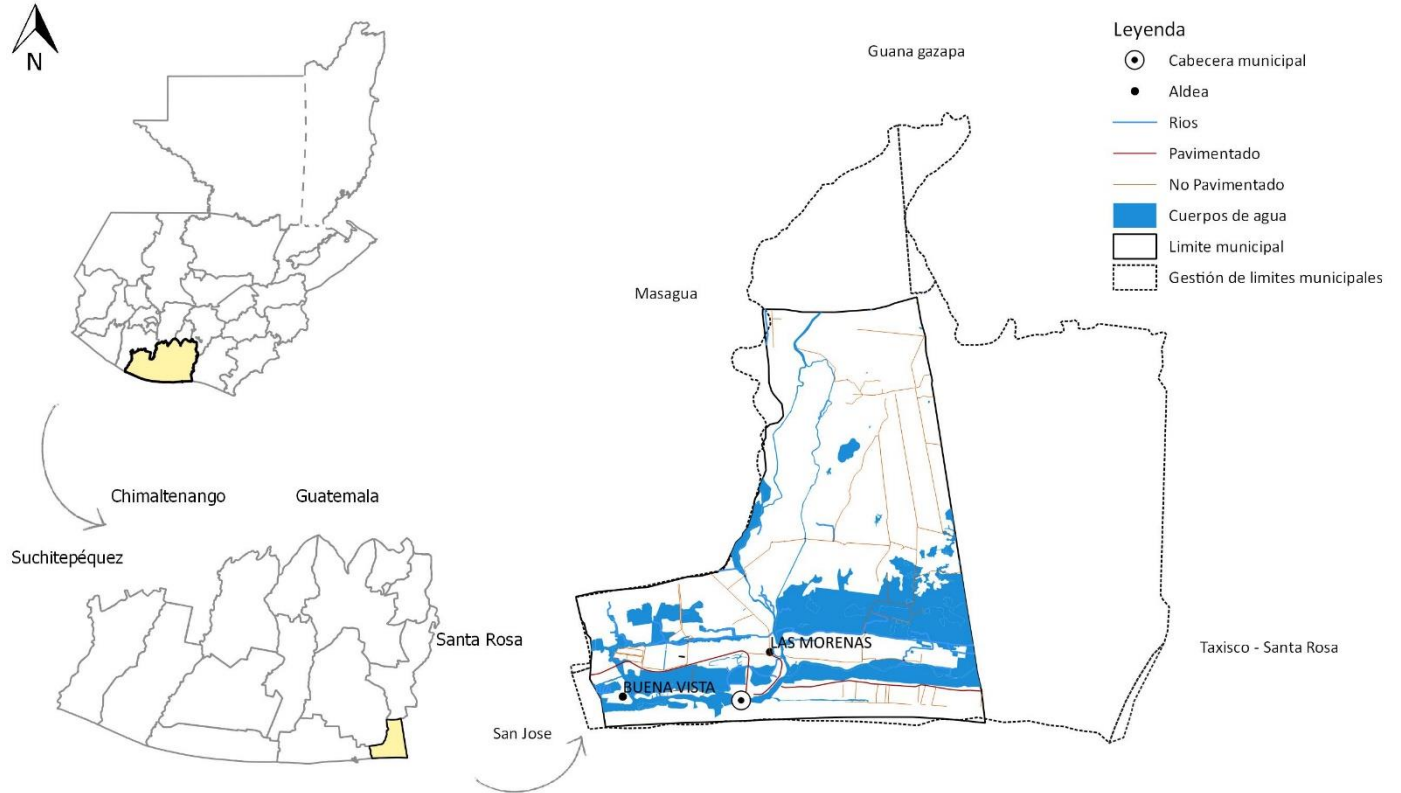 N
Chimaltenango
Guatemala
Suchitepéquez
Santa Rosa
Guana gazapa
Masagua
LAS MORENAS
BUENA VISTA
San Jose
Taxisco - Santa Rosa
Leyenda
Cabecera municipal
Aldea
Rios
Pavimentado
No Pavimentado
Cuerpos de agua
Limite municipal
Gestión de limites municipales